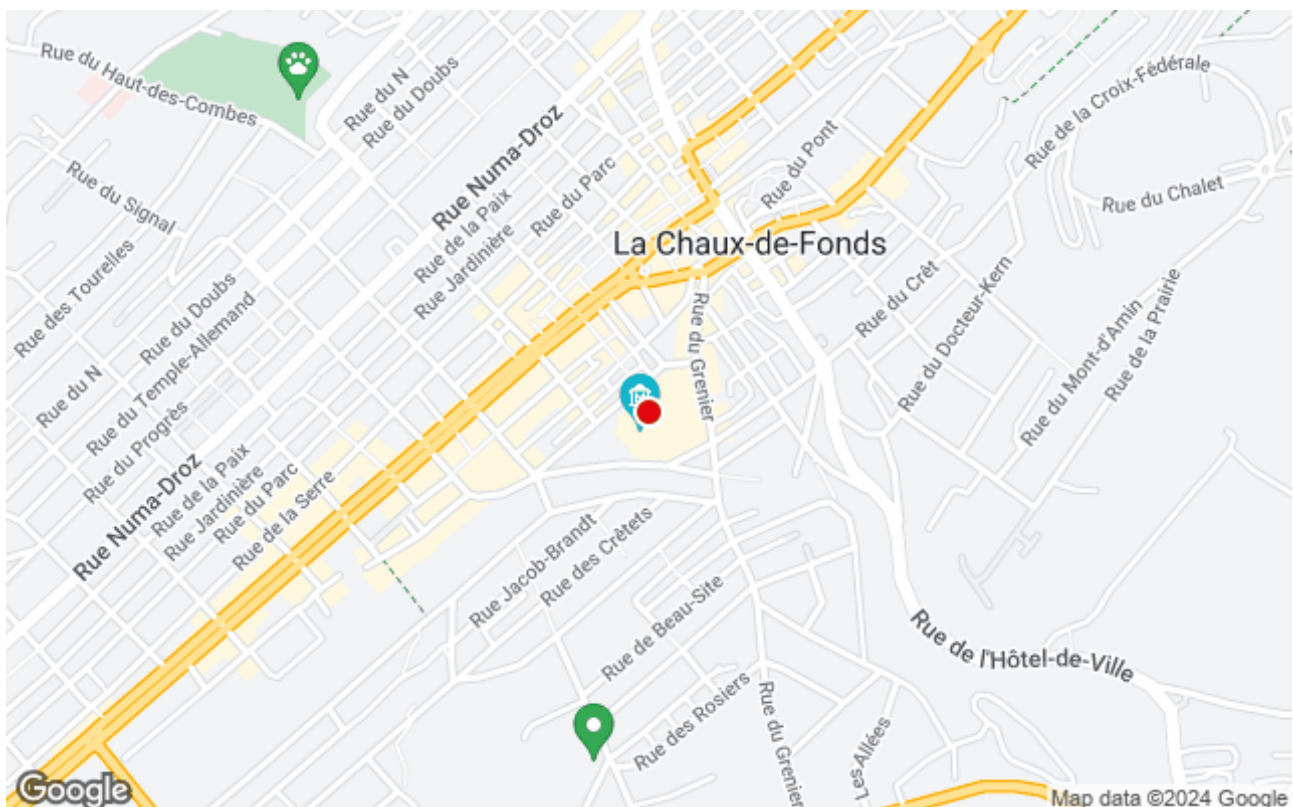 Rue du Haut-des-Combes
Rue du N
Rue du Doubs
Rue de la Croix-Fédérale
Rue Numa-Droz
Rue du Pont
Rue du Parc
Rue du Signal
Rue de la Paix
Rue du Chalet
La Chaux-de-Fonds
Rue Jardinière
Rue des Tourelles
Rue du Doubs
Rue du Crêt
Rue du Temple-Allemand
Rue du Grenier
Rue du Docteur-Kern
Rue du Mont-d'Amin
Rue de la Prairie
Rue du N
Rue du Progrès
Rue de la Paix
Rue Jardinière
Rue du Parc
Rue de la Serre
Rue Numa-Droz
Rue Jacob-Brandt
Rue des Crêtets
Rue de Beau-Site
Rue de l'Hôtel-de-Ville
Rue des Rosiers
Rue du Grenier
Les-Allées
Google
Map data ©2024 Google